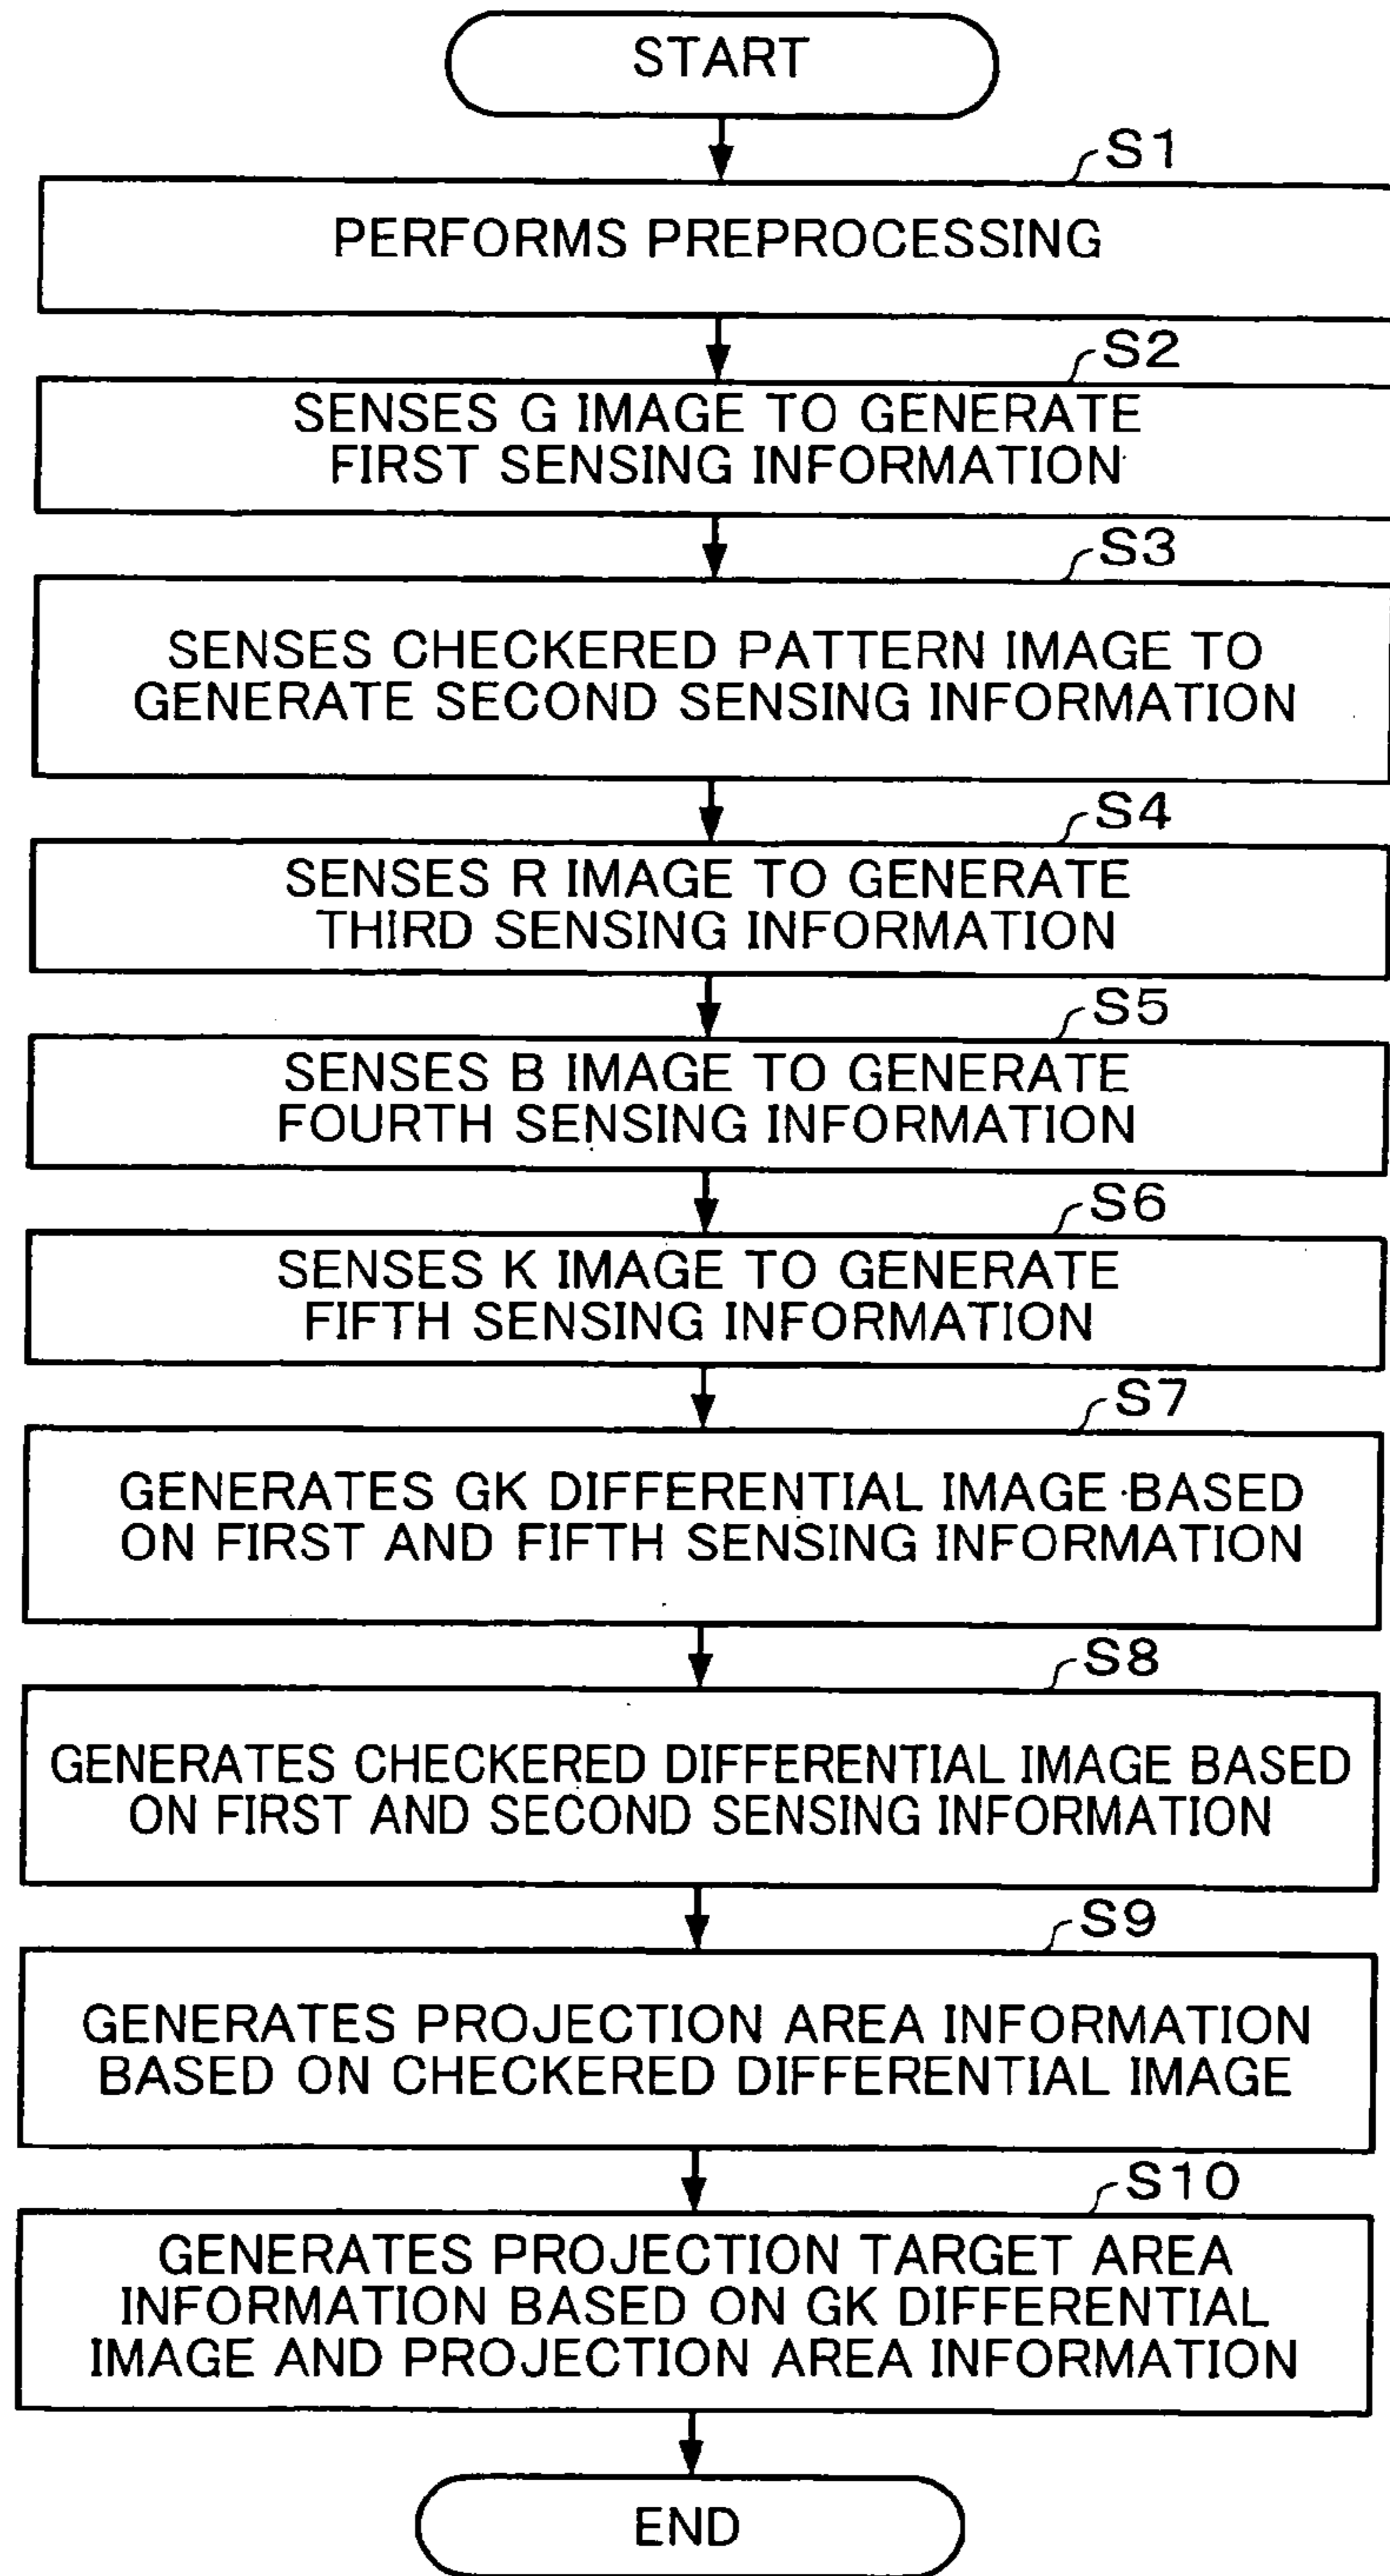 START
S1
PERFORMS PREPROCESSING
S2
SENSES G IMAGE TO GENERATE
FIRST SENSING INFORMATION
S3
SENSES CHECKERED PATTERN IMAGE TO
GENERATE SECOND SENSING INFORMATION
S4
SENSES R IMAGE TO GENERATE
THIRD SENSING INFORMATION
S5
SENSES B IMAGE TO GENERATE
FOURTH SENSING INFORMATION
S6
SENSES K IMAGE TO GENERATE
FIFTH SENSING INFORMATION
S7
GENERATES GK DIFFERENTIAL IMAGE BASED
ON FIRST AND FIFTH SENSING INFORMATION
S8
GENERATES CHECKERED DIFFERENTIAL IMAGE BASED
ON FIRST AND SECOND SENSING INFORMATION
S9
GENERATES PROJECTION AREA INFORMATION
BASED ON CHECKERED DIFFERENTIAL IMAGE
S10
GENERATES PROJECTION TARGET AREA
INFORMATION BASED ON GK DIFFERENTIAL
IMAGE AND PROJECTION AREA INFORMATION
END